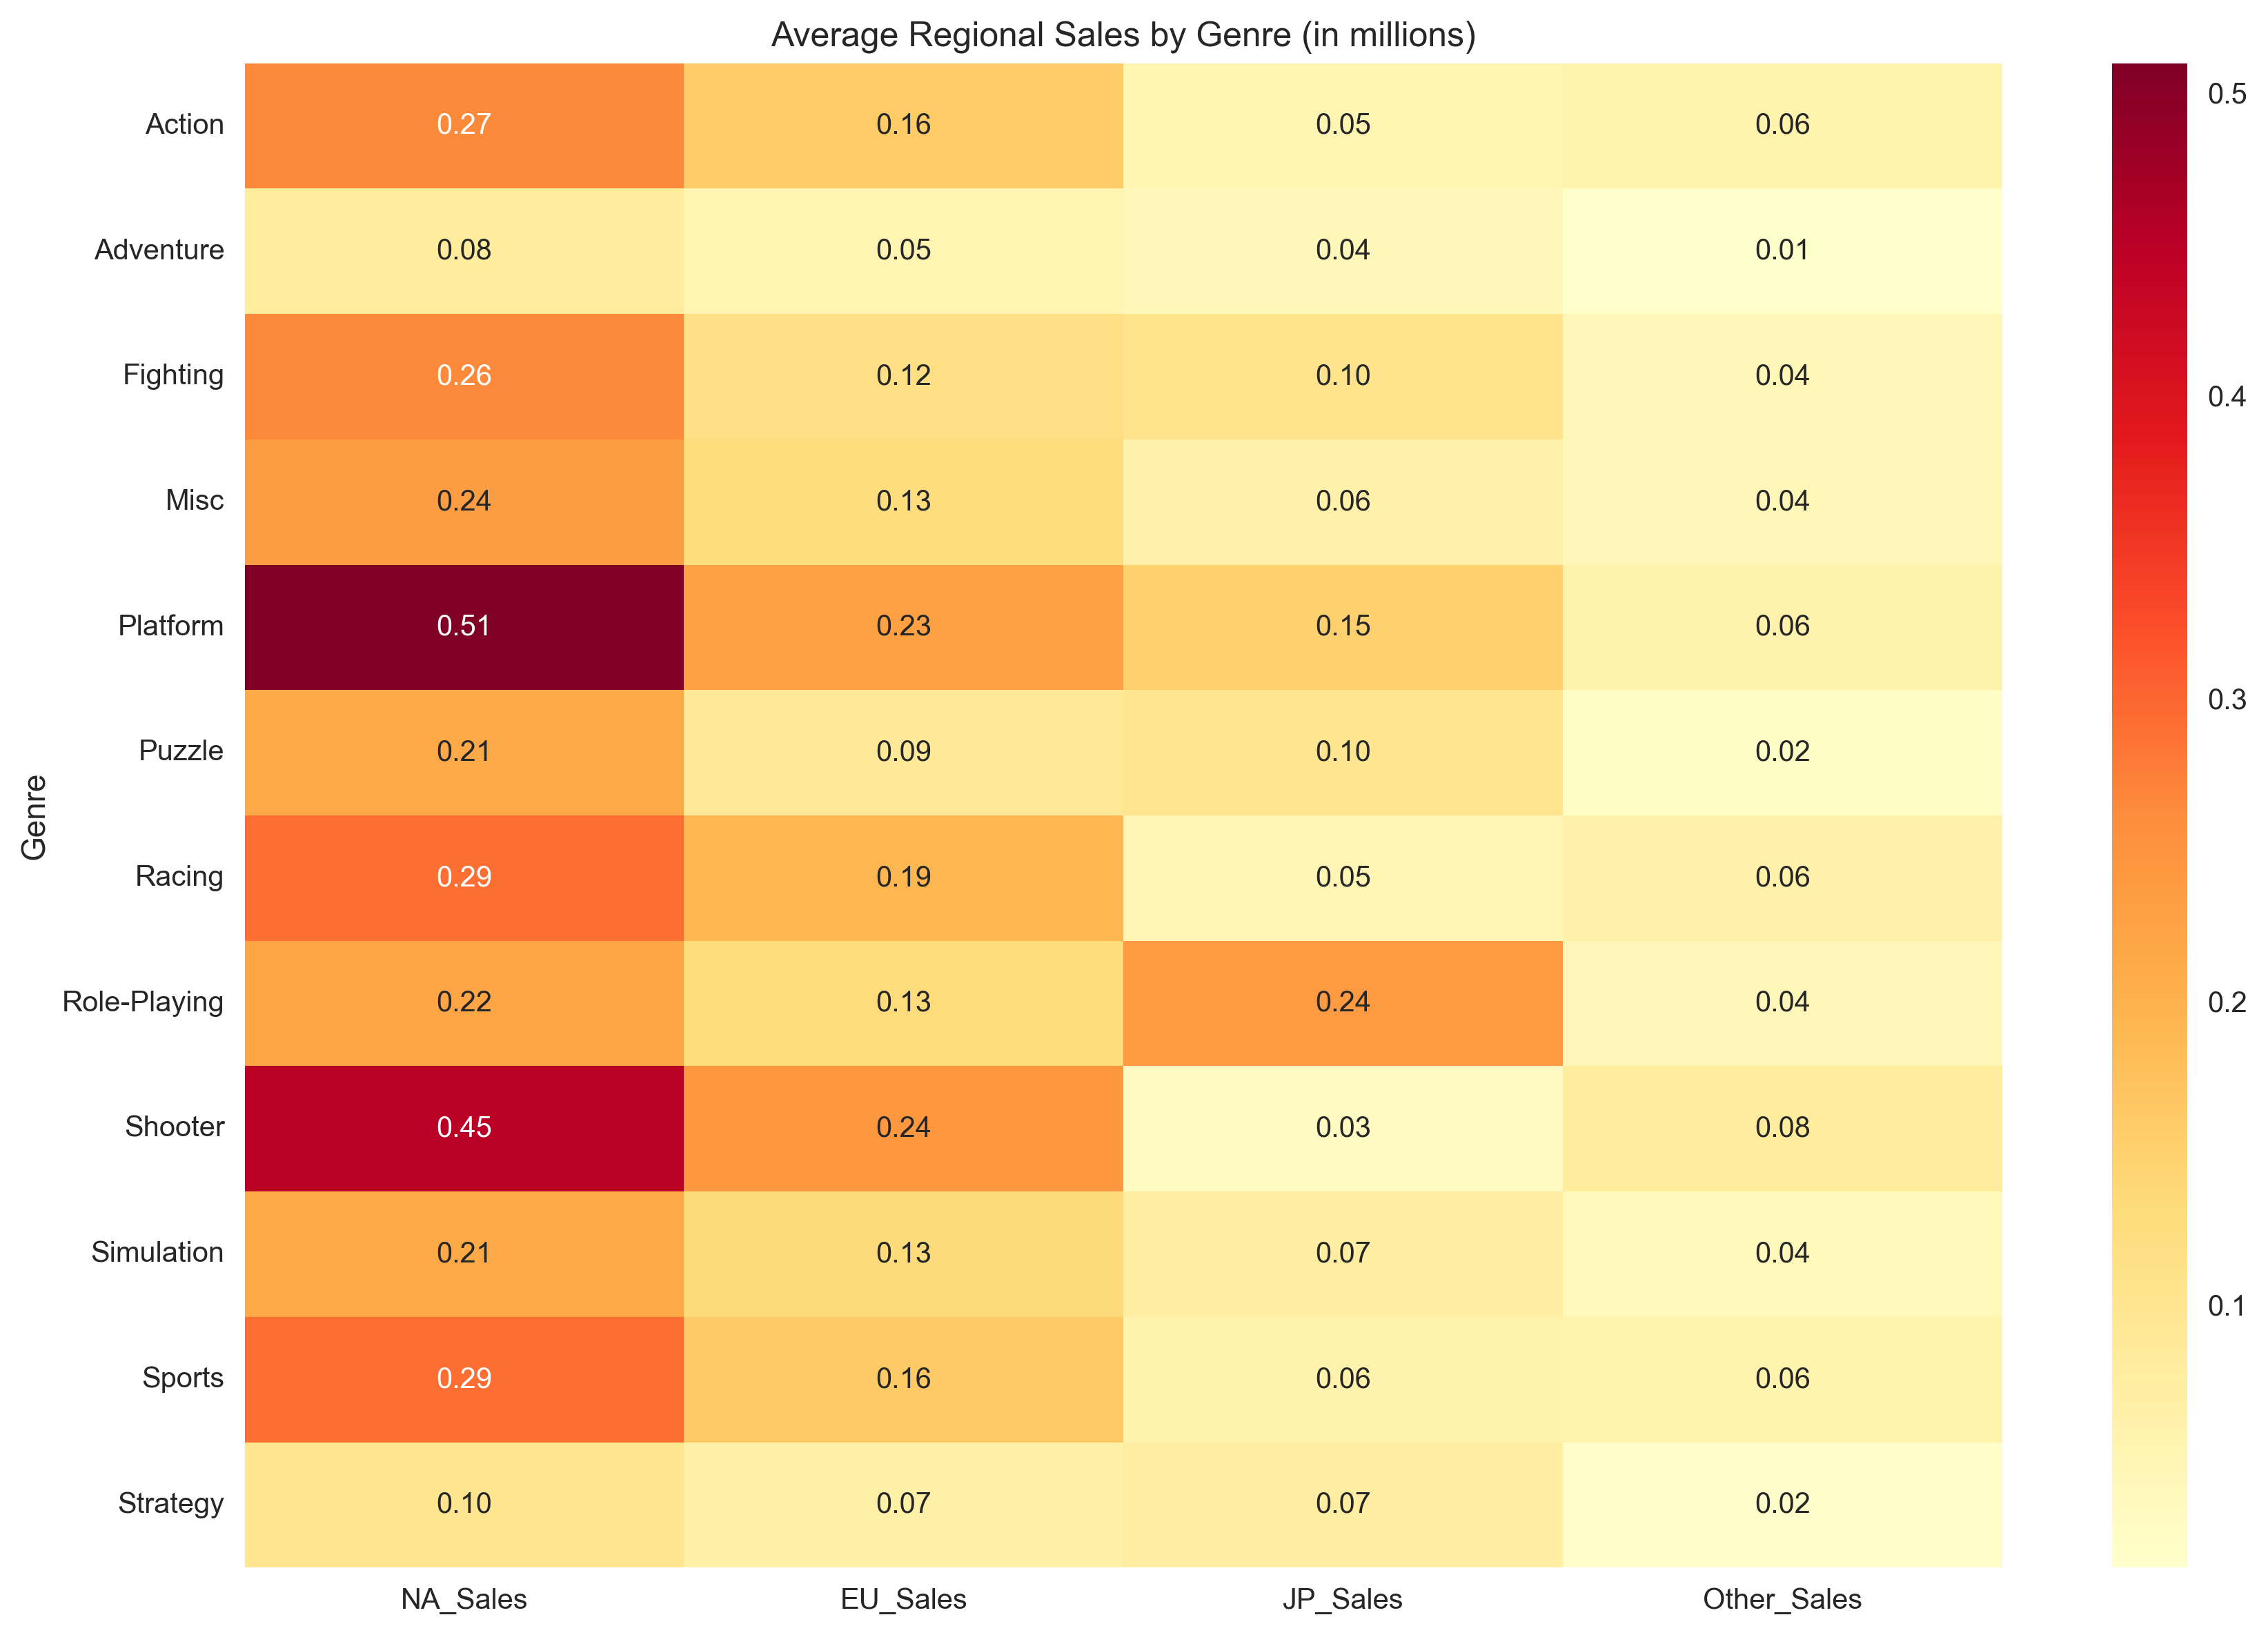 Average Regional Sales by Genre (in millions)
Genre
Action 0.27 0.16 0.05 0.06
Adventure 0.08 0.05 0.04 0.01
Fighting 0.26 0.12 0.10 0.04
Misc 0.24 0.13 0.06 0.04
Platform 0.51 0.23 0.15 0.06
Puzzle 0.21 0.09 0.10 0.02
Racing 0.29 0.19 0.05 0.06
Role-Playing 0.22 0.13 0.24 0.04
Shooter 0.45 0.24 0.03 0.08
Simulation 0.21 0.13 0.07 0.04
Sports 0.29 0.16 0.06 0.06
Strategy 0.10 0.07 0.07 0.02
NA_Sales EU_Sales JP_Sales Other_Sales
0.5
0.4
0.3
0.2
0.1